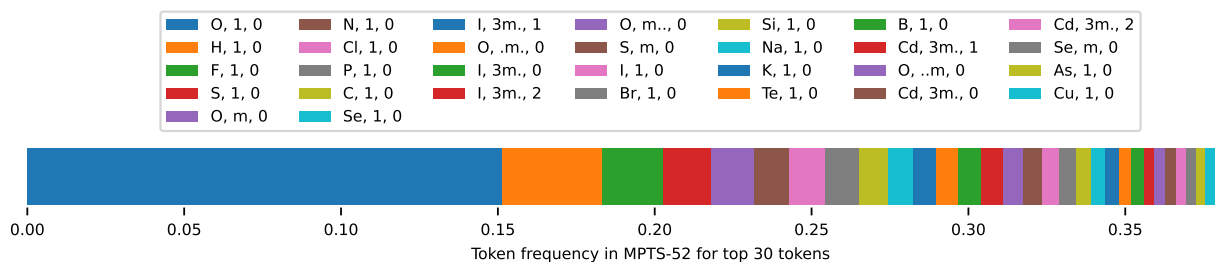 O, 1, 0 N, 1, 0 I, 3m., 1 O, m.., 0 Si, 1, 0 B, 1, 0 Cd, 3m., 2
H, 1, 0 Cl, 1, 0 O, .m., 0 S, m, 0 Na, 1, 0 Cd, 3m., 1 Se, m, 0
F, 1, 0 P, 1, 0 I, 3m., 0 I, 1, 0 K, 1, 0 O, ..m, 0 As, 1, 0
S, 1, 0 C, 1, 0 I, 3m., 2 Br, 1, 0 Te, 1, 0 Cd, 3m., 0 Cu, 1, 0
O, m, 0 Se, 1, 0
0.00 0.05 0.10 0.15 0.20 0.25 0.30 0.35
Token frequency in MPTS-52 for top 30 tokens